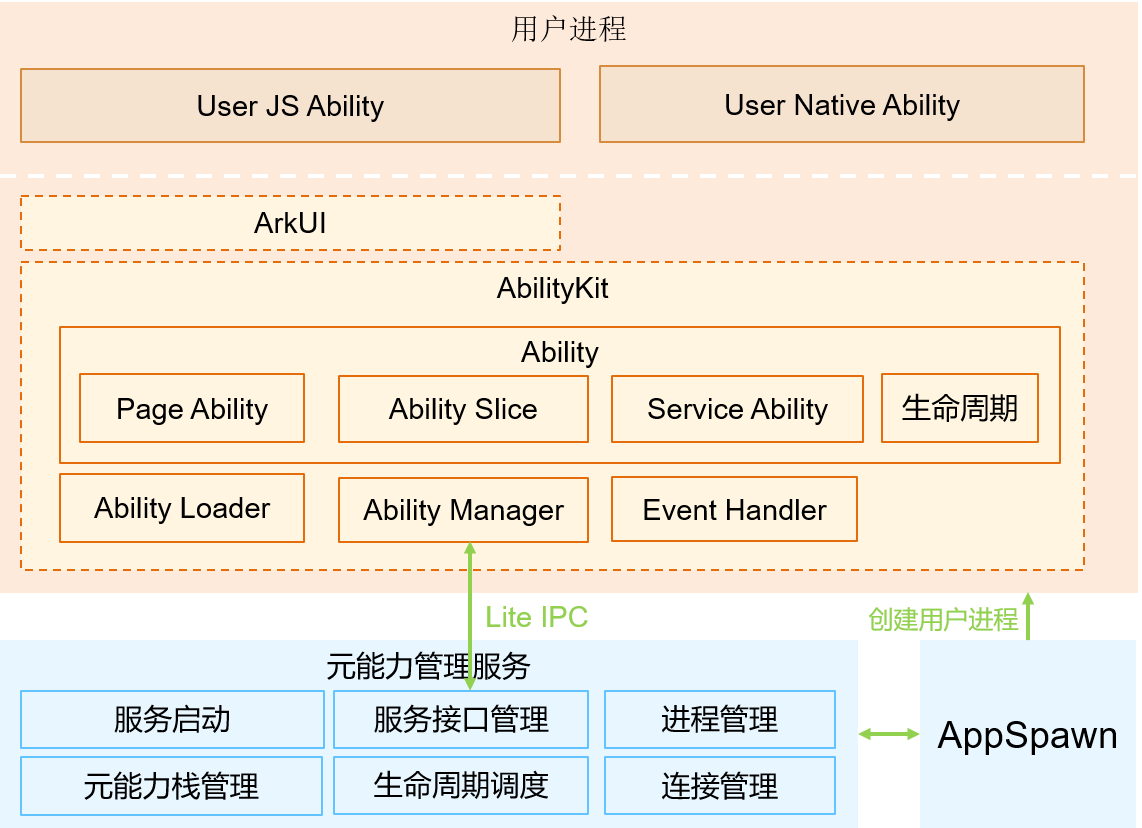 用户进程
User JS Ability
User Native Ability
ArkUI
AbilityKit
Ability
Page Ability
Ability Slice
Service Ability
生命周期
Ability Loader
Ability Manager
Event Handler
Lite IPC
创建用户进程
元能力管理服务
服务启动
服务接口管理
进程管理
元能力栈管理
生命周期调度
连接管理
AppSpawn